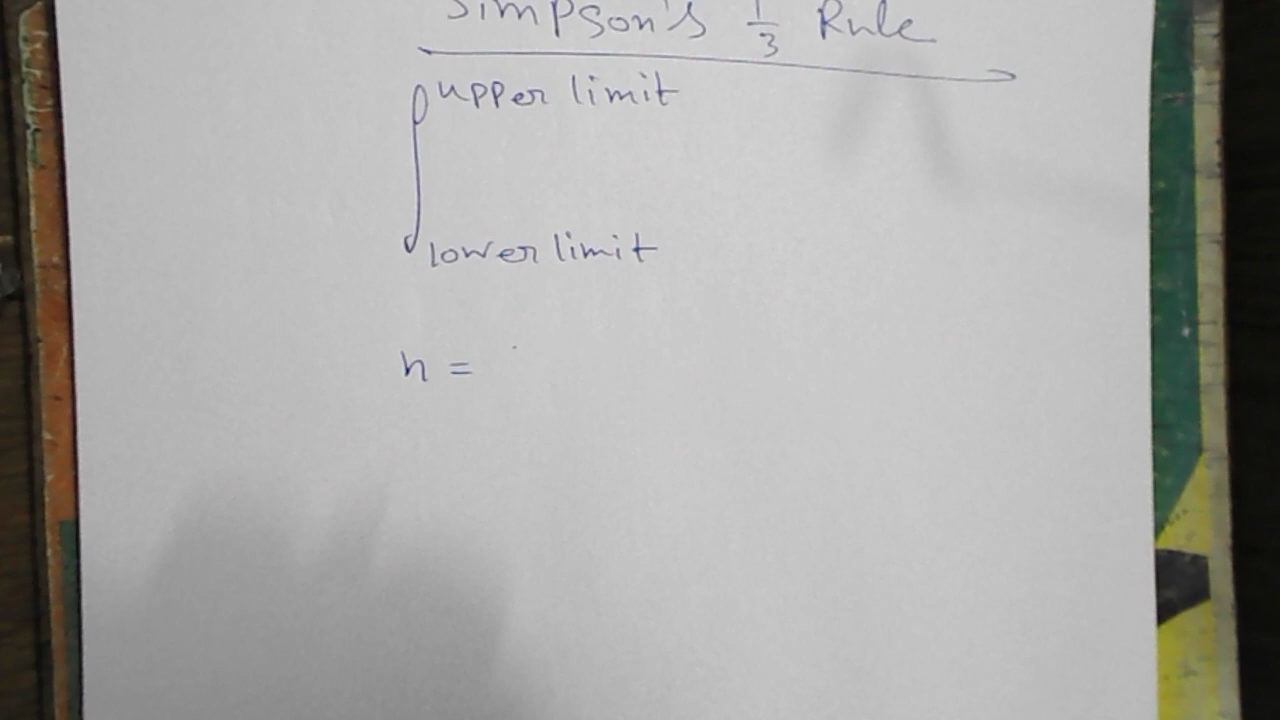 Simpson's 1/3 Rule
∫ upper limit
lower limit
h =